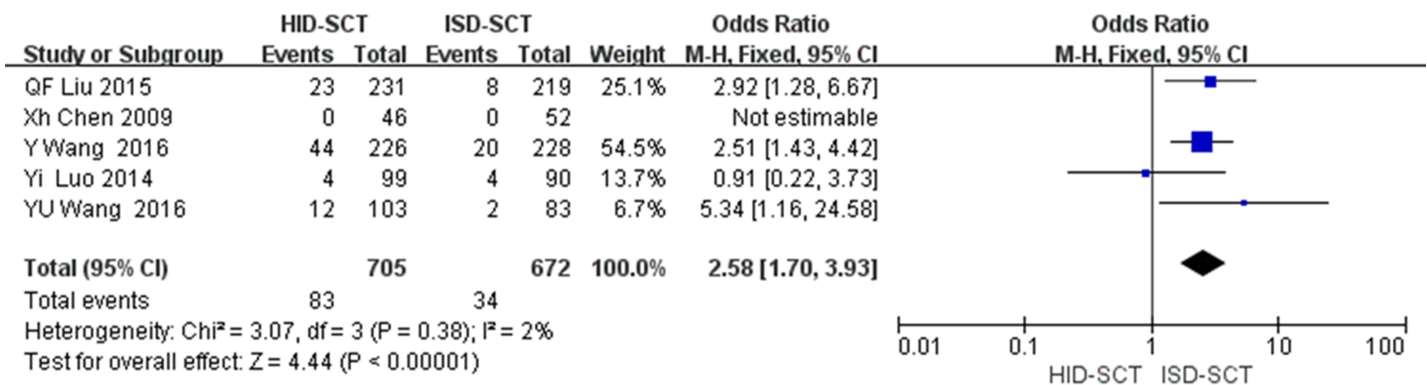 HID-SCT ISD-SCT Odds Ratio Odds Ratio
Study or Subgroup Events Total Events Total Weight M-H, Fixed, 95% CI M-H, Fixed, 95% CI
QF Liu 2015 23 231 8 219 25.1% 2.92 [1.28, 6.67]
Xh Chen 2009 0 46 0 52 Not estimable
Y Wang 2016 44 226 20 228 54.5% 2.51 [1.43, 4.42]
Yi Luo 2014 4 99 4 90 13.7% 0.91 [0.22, 3.73]
YU Wang 2016 12 103 2 83 6.7% 5.34 [1.16, 24.58]
Total (95% CI) 705 672 100.0% 2.58 [1.70, 3.93]
Total events 83 34
Heterogeneity: Chi² = 3.07, df = 3 (P = 0.38); I² = 2%
Test for overall effect: Z = 4.44 (P < 0.00001)
0.01 0.1 1 10 100
HID-SCT ISD-SCT